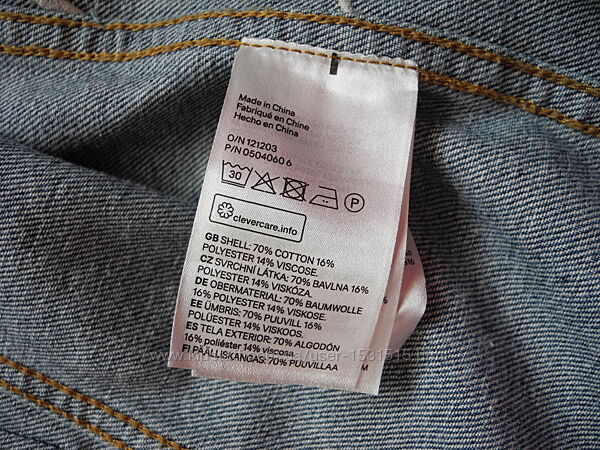 Made in China
Fabriqué en Chine
Hecho en China
O/N 121203
P/N 0504060 6
30 P
clevercare.info
GB SHELL: 70% COTTON 16%
POLYESTER 14% VISCOSE.
CZ SVRCHNÍ LÁTKA: 70% BAVLNA 16%
POLYESTER 14% VISKÓZA.
DE OBERMATERIAL: 70% BAUMWOLLE
16% POLYESTER 14% VISKOSE.
EE ÜMBRIS: 70% PUUVILL 16%
POLÜESTER 14% VISKOOS.
ES TELA EXTERIOR: 70% ALGODÓN
16% poliéster 14% viscosa.
FI PÄÄLLISKANGAS: 70% PUUVILLAA